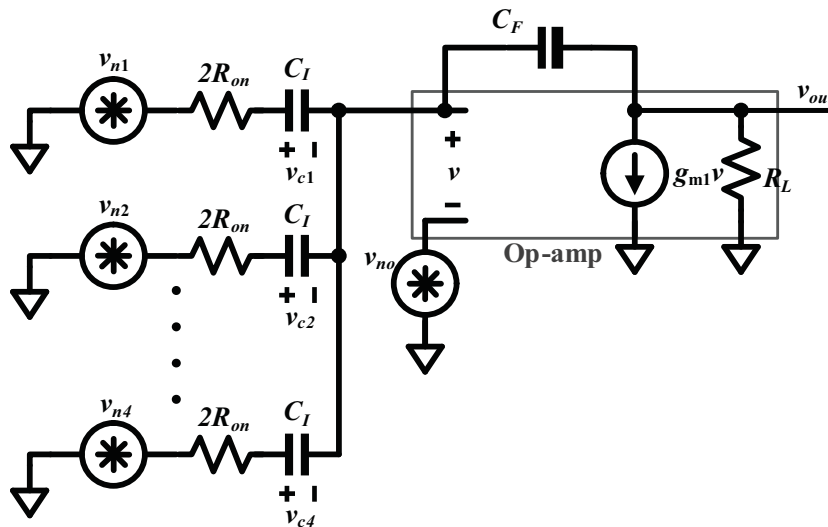 C_F
v_n1
2R_on
C_I
v_ou
+
+ −
v_c1
v
g_m1v
R_L
−
v_n2
2R_on
C_I
Op-amp
v_no
+ −
v_c2
v_n4
2R_on
C_I
+ −
v_c4